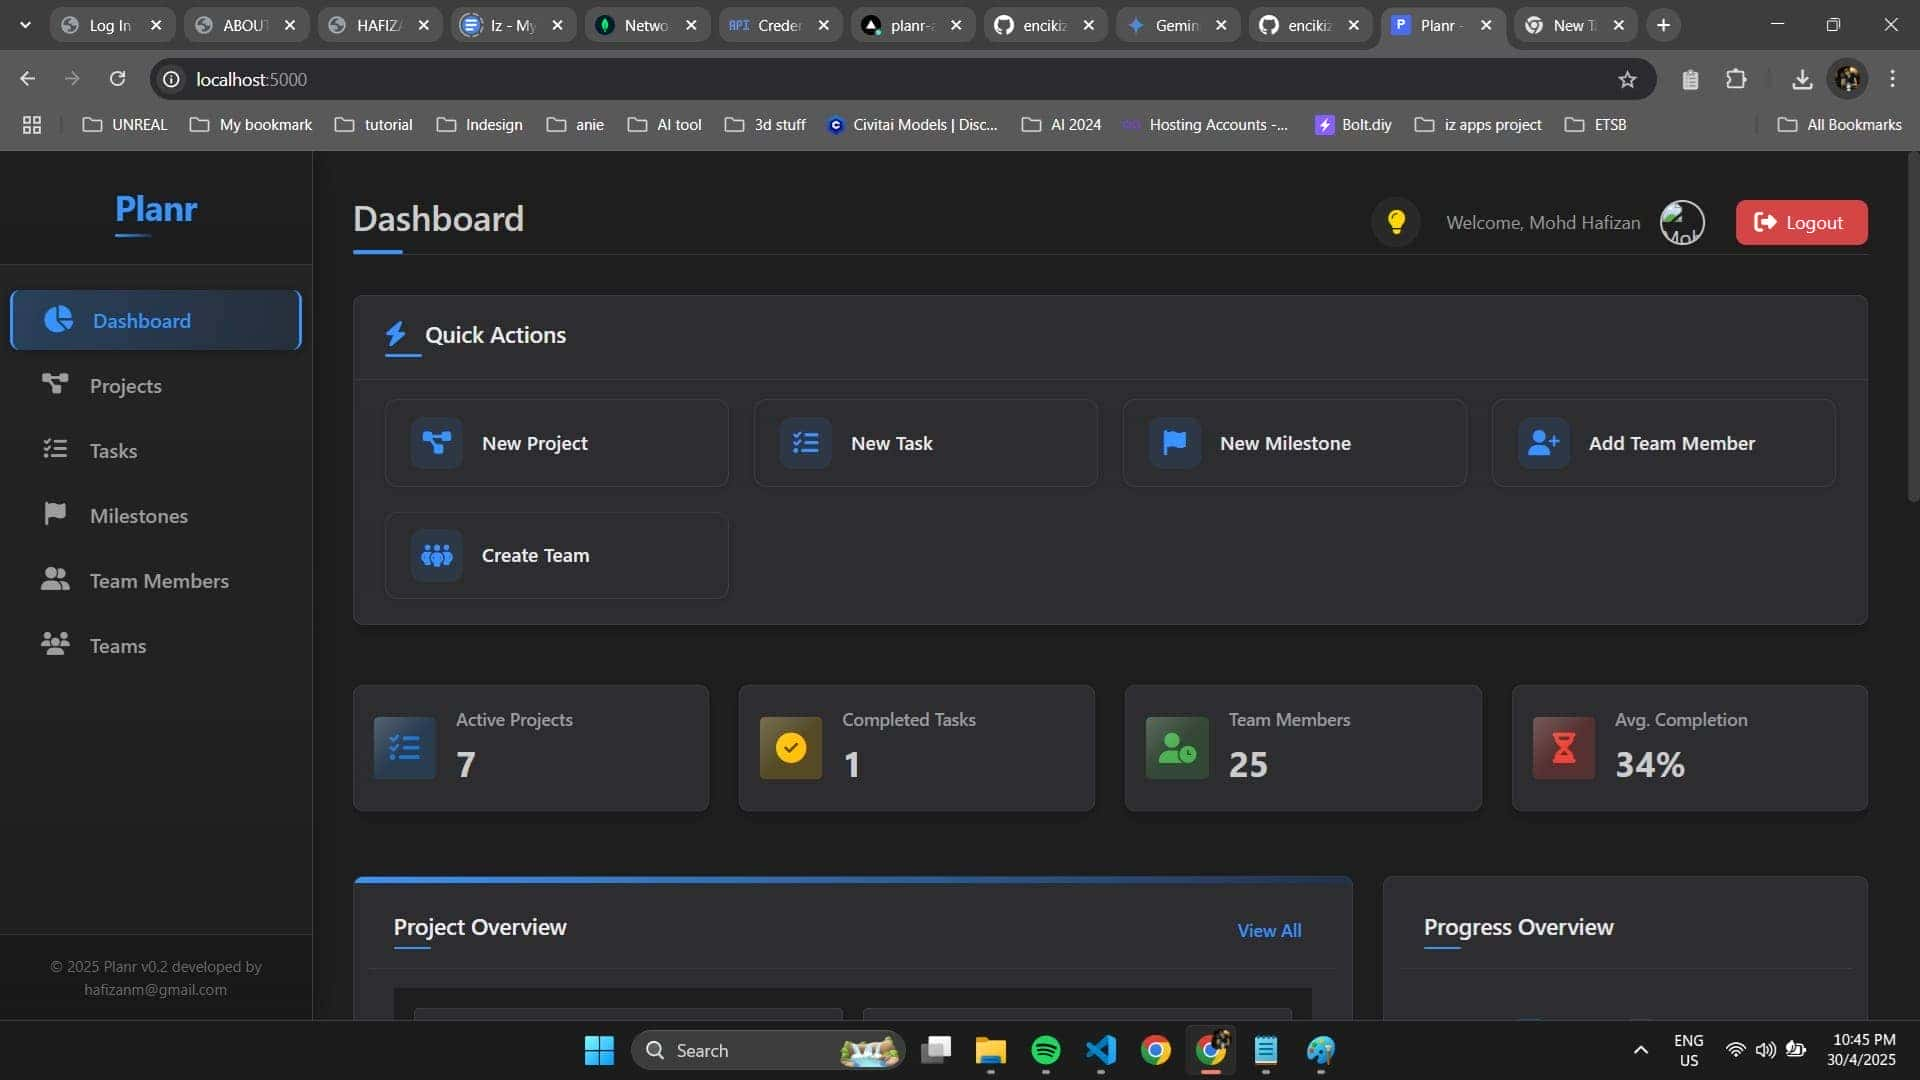 Log In
ABOUT
HAFIZA
Iz - My
Netwo
API Creden
planr-a
encikiz
Gemin
encikiz
P Planr -
New T
localhost:5000
UNREAL
My bookmark
tutorial
Indesign
anie
AI tool
3d stuff
Civitai Models | Disc...
AI 2024
Hosting Accounts -...
Bolt.diy
iz apps project
ETSB
All Bookmarks
Planr
Dashboard
Projects
Tasks
Milestones
Team Members
Teams
© 2025 Planr v0.2 developed by
hafizanm@gmail.com
Dashboard
Welcome, Mohd Hafizan
Moh
Logout
Quick Actions
New Project
New Task
New Milestone
Add Team Member
Create Team
Active Projects
7
Completed Tasks
1
Team Members
25
Avg. Completion
34%
Project Overview
View All
Progress Overview
Search
ENG
US
10:45 PM
30/4/2025